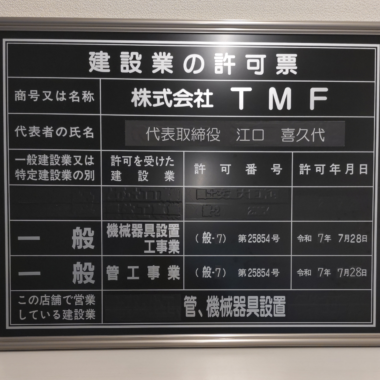 建設業の許可票
商号又は名称 株式会社 TMF
代表者の氏名 代表取締役 江口 喜久代
一般建設業又は特定建設業の別 許可を受けた建設業 許可番号 許可年月日
一般 機械器具設置工事業 (般-7) 第25854号 令和 7年 7月28日
一般 管工事業 (般-7) 第25854号 令和 7年 7月28日
この店舗で営業している建設業 管、機械器具設置